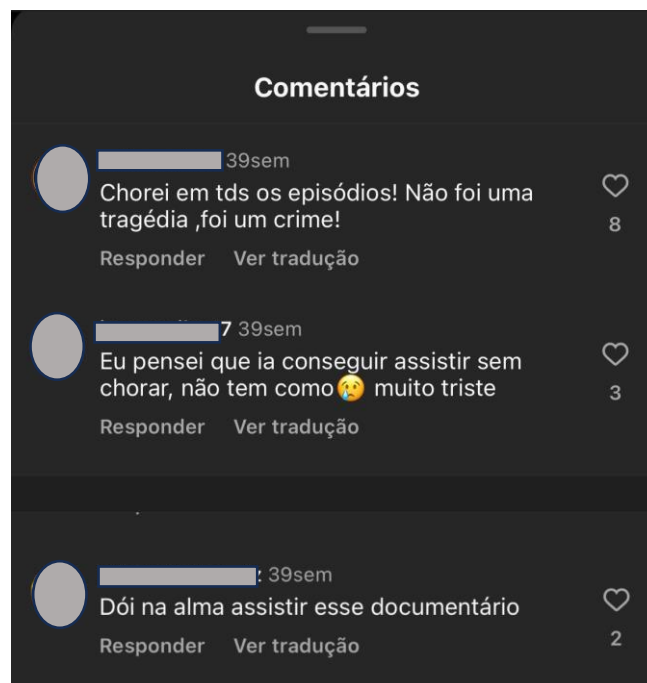 Comentários
39sem
Chorei em tds os episódios! Não foi uma
tragédia ,foi um crime!
8
Responder Ver tradução
7 39sem
Eu pensei que ia conseguir assistir sem
chorar, não tem como😢 muito triste
3
Responder Ver tradução
39sem
Dói na alma assistir esse documentário
2
Responder Ver tradução